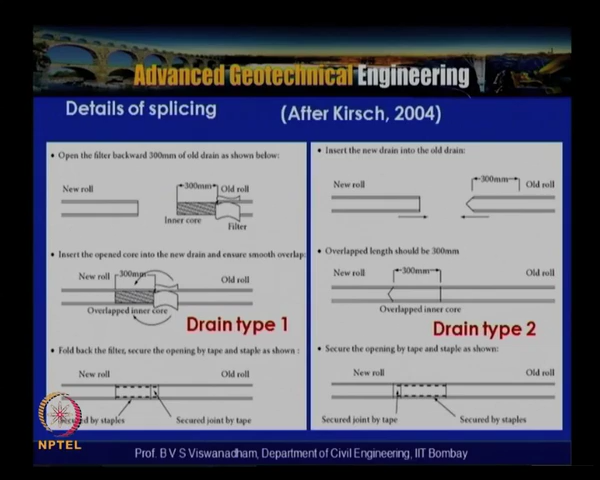 Advanced Geotechnical Engineering
Details of splicing
(After Kirsch, 2004)
• Open the filter backward 300mm of old drain as shown below:
New roll
300mm
Old roll
Inner core
Filter
• Insert the opened core into the new drain and ensure smooth overlap:
New roll
300mm
Old roll
Overlapped inner core
Drain type 1
• Fold back the filter, secure the opening by tape and staple as shown :
New roll
Old roll
by staples
Secured joint by tape
• Insert the new drain into the old drain:
New roll
300mm
Old roll
• Overlapped length should be 300mm
New roll
300mm
Old roll
Overlapped inner core
Drain type 2
• Secure the opening by tape and staple as shown:
New roll
Old roll
Secured joint by tape
Secured by staples
NPTEL
Prof. B V S Viswanadham, Department of Civil Engineering, IIT Bombay